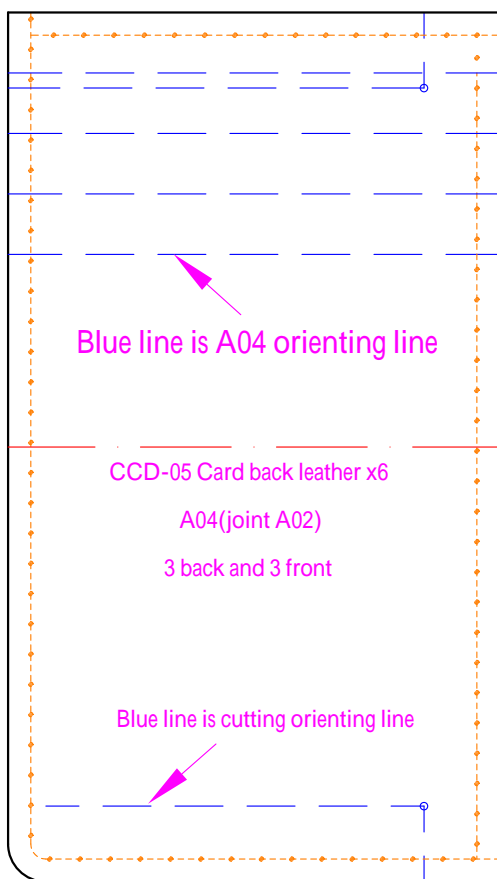 Blue line is A04 orienting line
CCD-05 Card back leather x6
A04(joint A02)
3 back and 3 front
Blue line is cutting orienting line